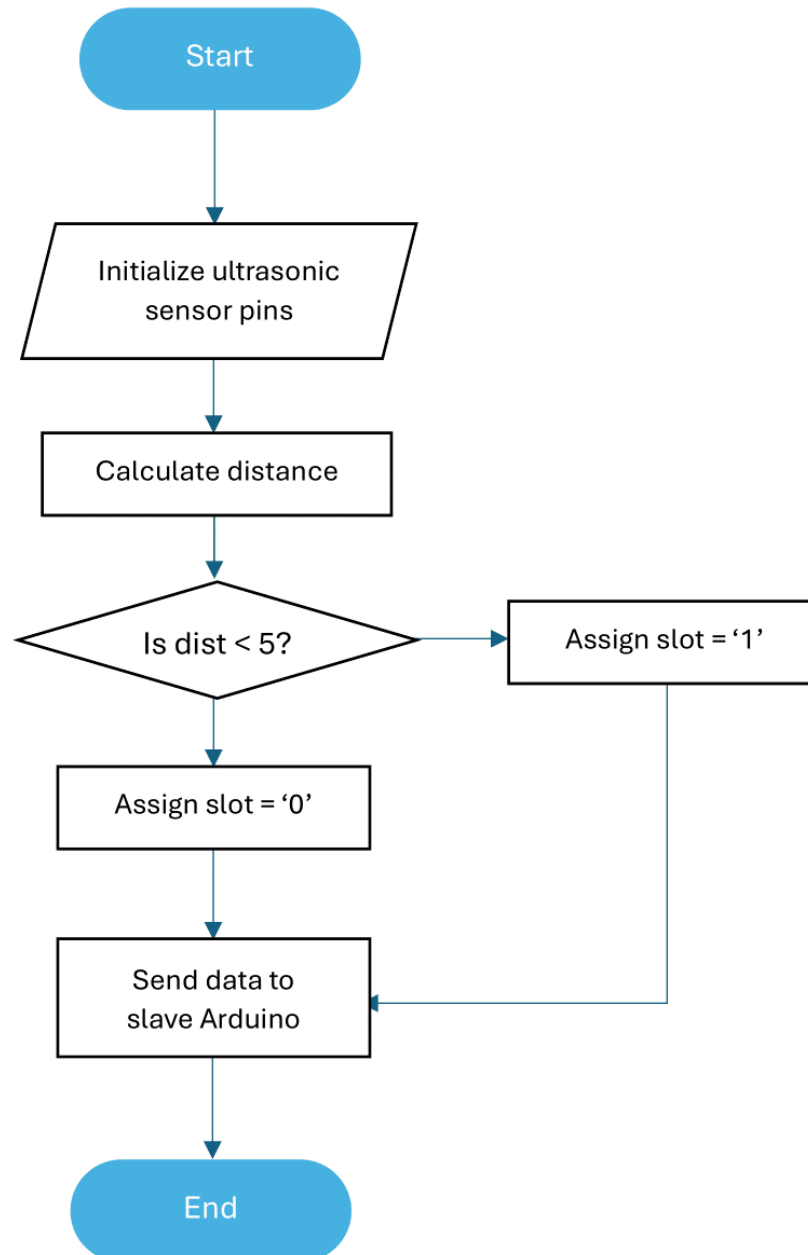 Start
Initialize ultrasonic
sensor pins
Calculate distance
Is dist < 5?
Assign slot = ‘1’
Assign slot = ‘0’
Send data to
slave Arduino
End